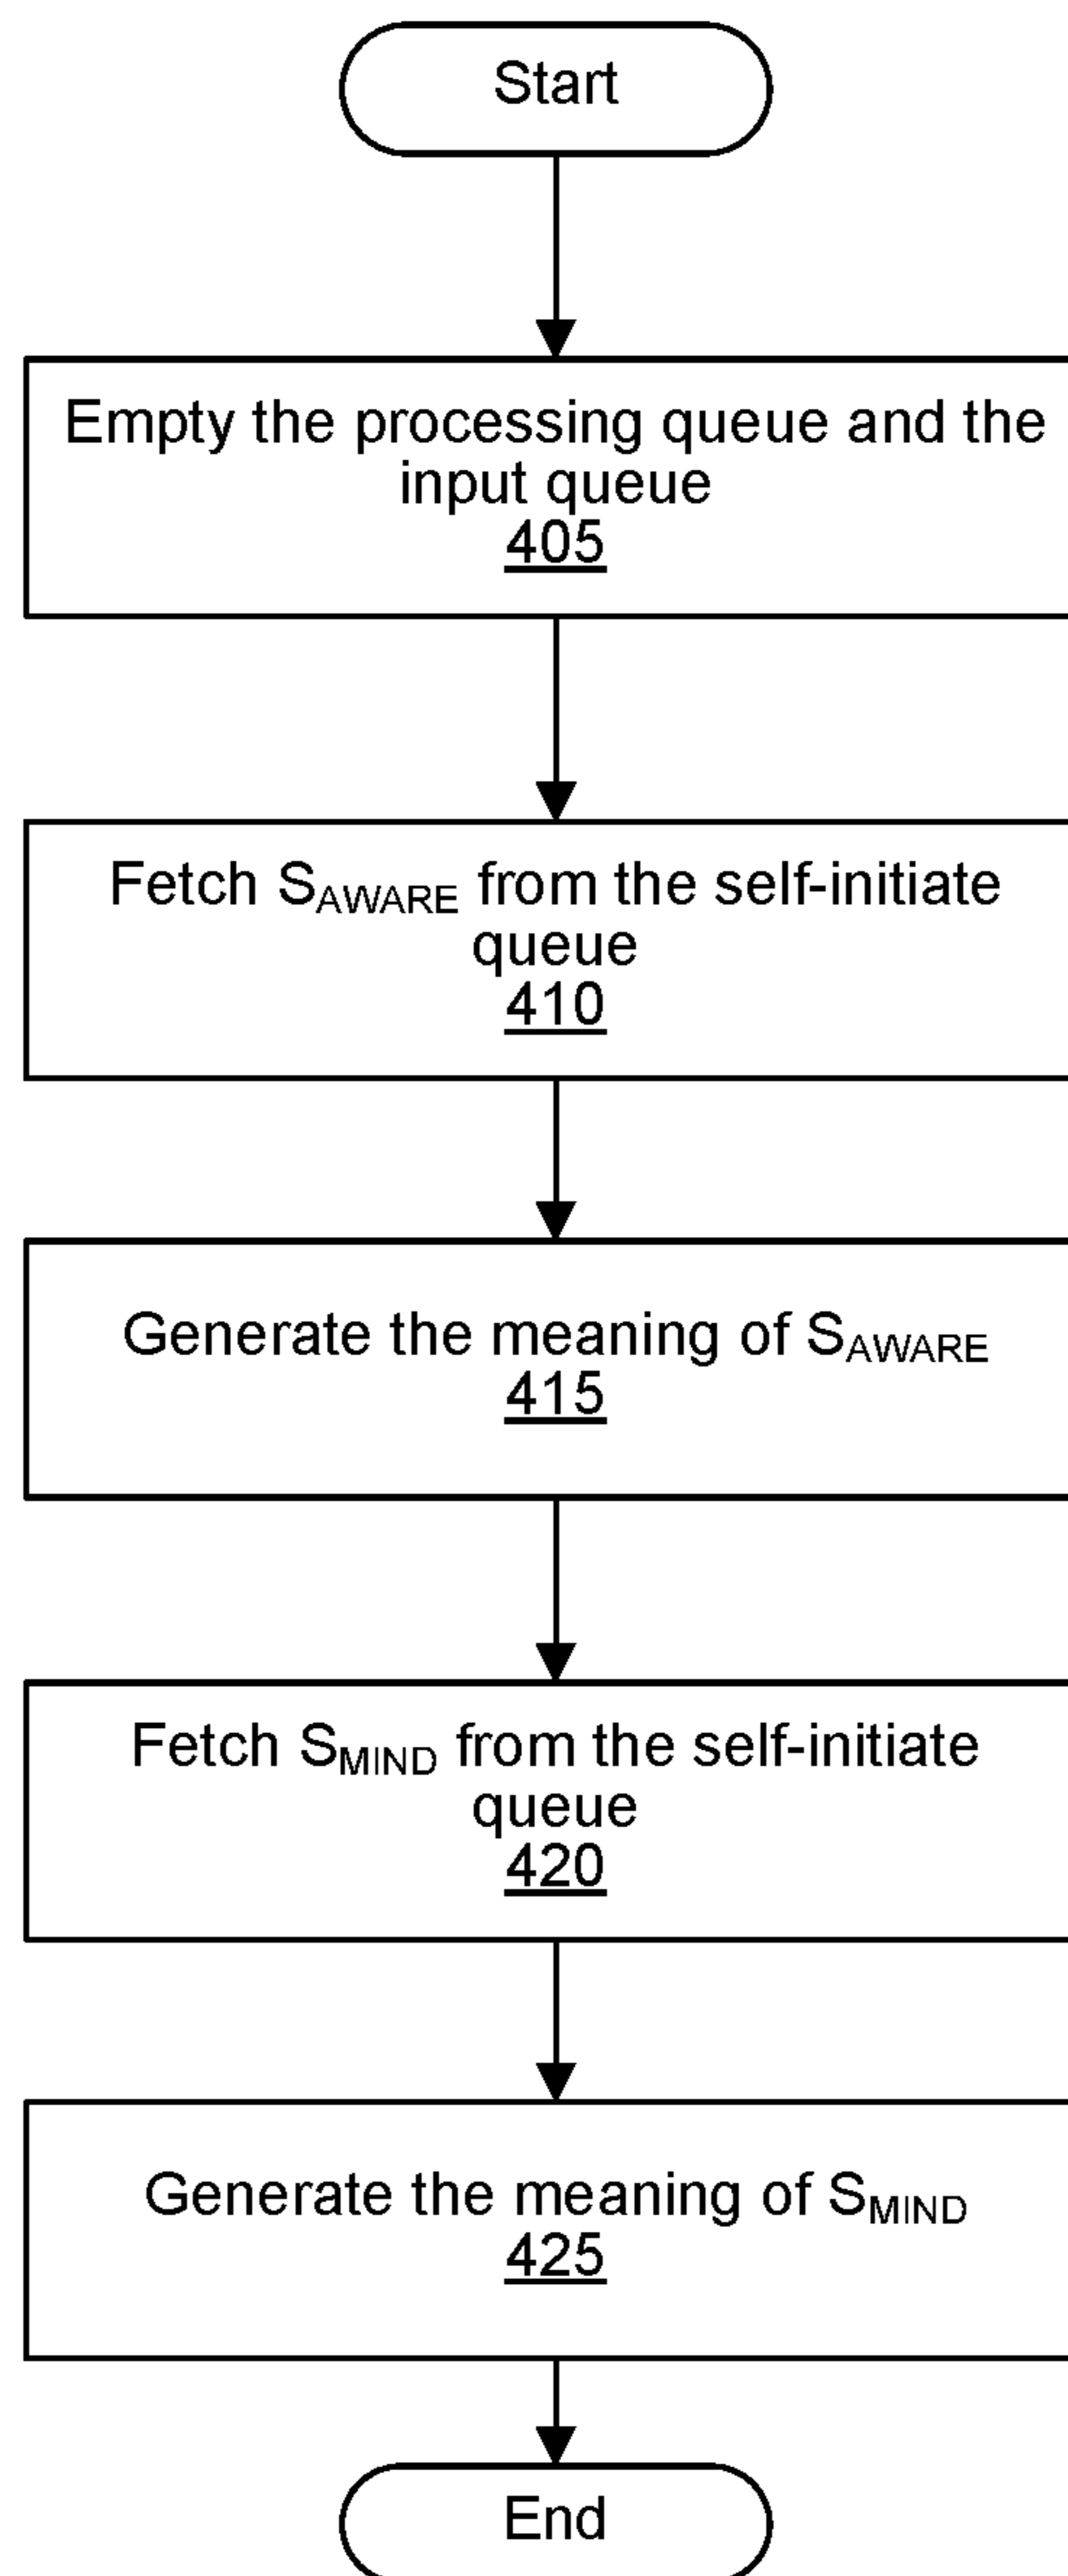 Start
Empty the processing queue and the
input queue
405
Fetch SAWARE from the self-initiate
queue
410
Generate the meaning of SAWARE
415
Fetch SMIND from the self-initiate
queue
420
Generate the meaning of SMIND
425
End